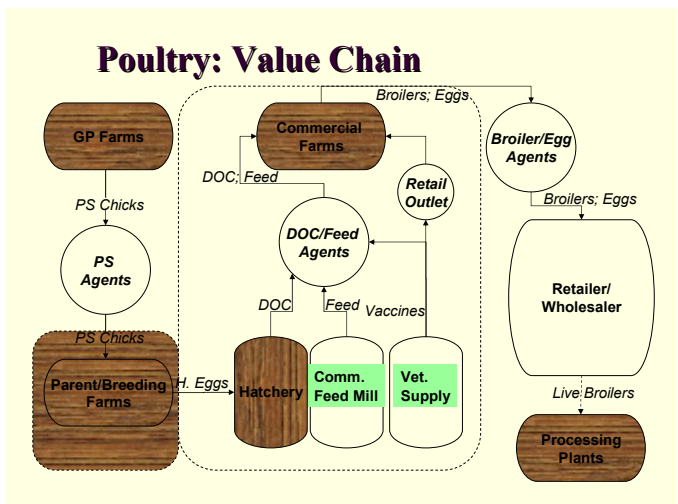 Poultry: Value Chain
Broilers; Eggs
GP Farms
Commercial
Farms
Broiler/Egg
Agents
DOC; Feed
Retail
Outlet
PS Chicks
Broilers; Eggs
DOC/Feed
Agents
PS
Agents
Retailer/
Wholesaler
DOC
Feed
Vaccines
PS Chicks
Parent/Breeding
Farms
H. Eggs
Hatchery
Comm.
Feed Mill
Vet.
Supply
Live Broilers
Processing
Plants